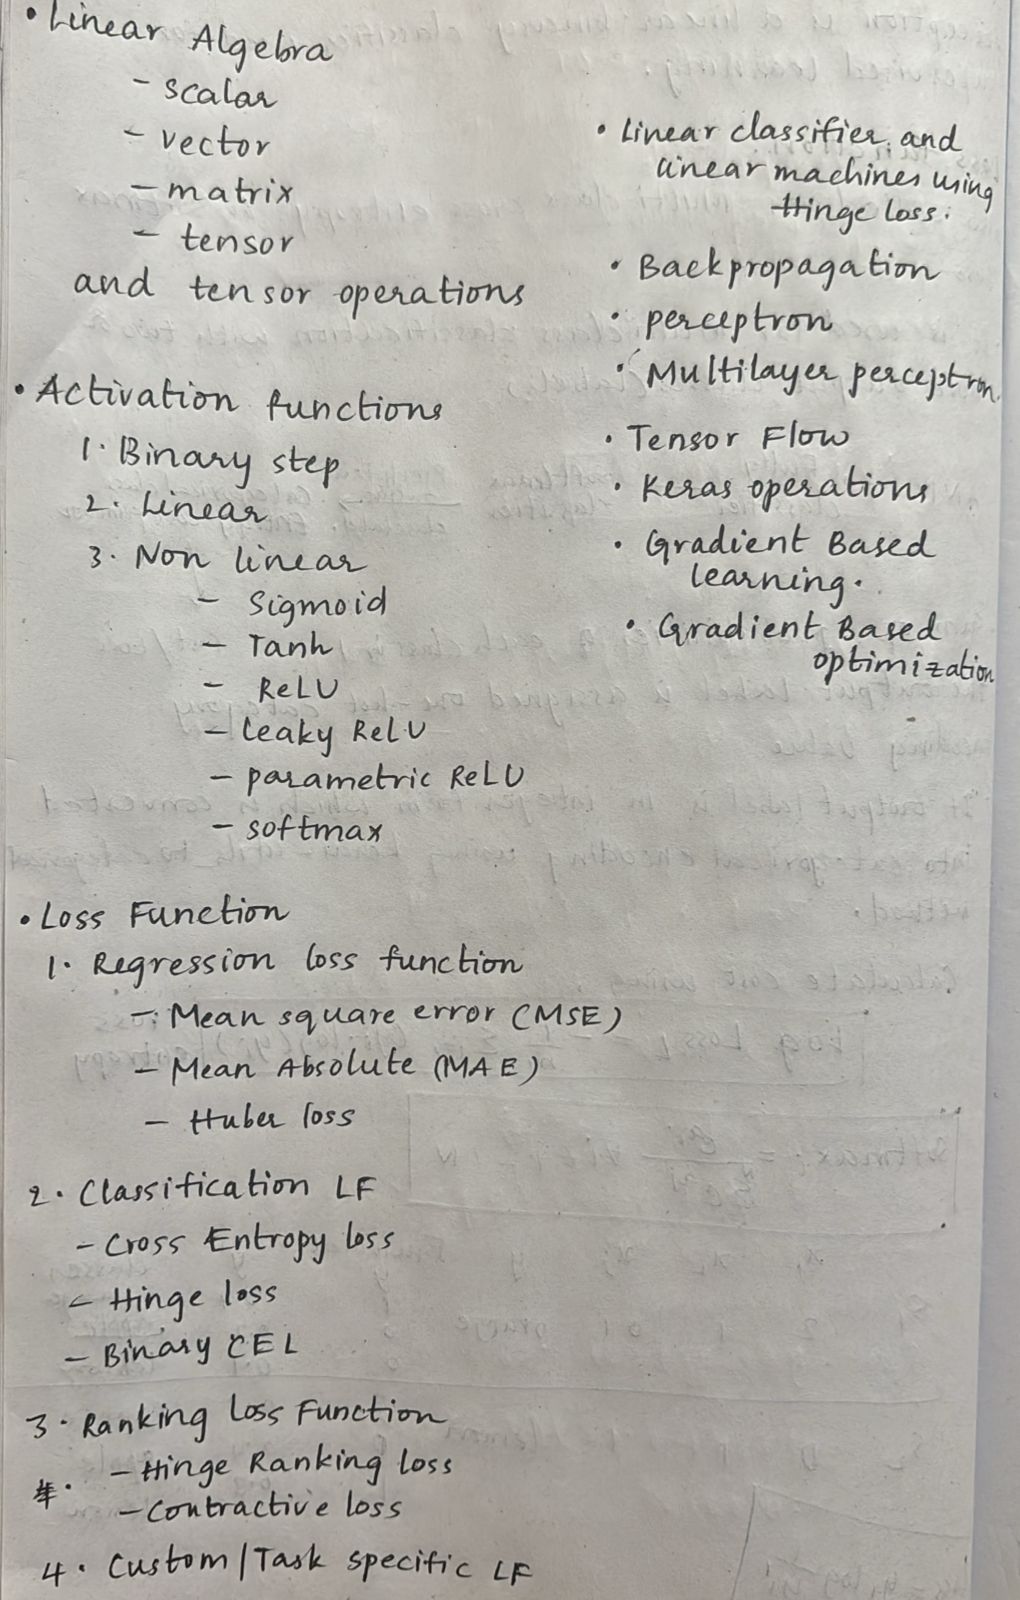 • Linear Algebra
- scalar
- vector
- matrix
- tensor
and tensor operations
• Activation functions
1. Binary step
2. Linear
3. Non linear
- Sigmoid
- Tanh
- ReLU
- Leaky ReLU
- parametric ReLU
- softmax
• Loss Function
1. Regression loss function
- Mean square error (MSE)
- Mean Absolute (MAE)
- Huber loss
2. Classification LF
- Cross Entropy loss
- Hinge loss
- Binary CEL
3. Ranking Loss Function
- Hinge Ranking loss
- Contractive loss
4. Custom/Task specific LF
• Linear classifier and
linear machines using
Hinge loss.
• Backpropagation
• perceptron
• Multilayer perceptron
• Tensor Flow
• Keras operations
• Gradient Based
learning.
• Gradient Based
optimization